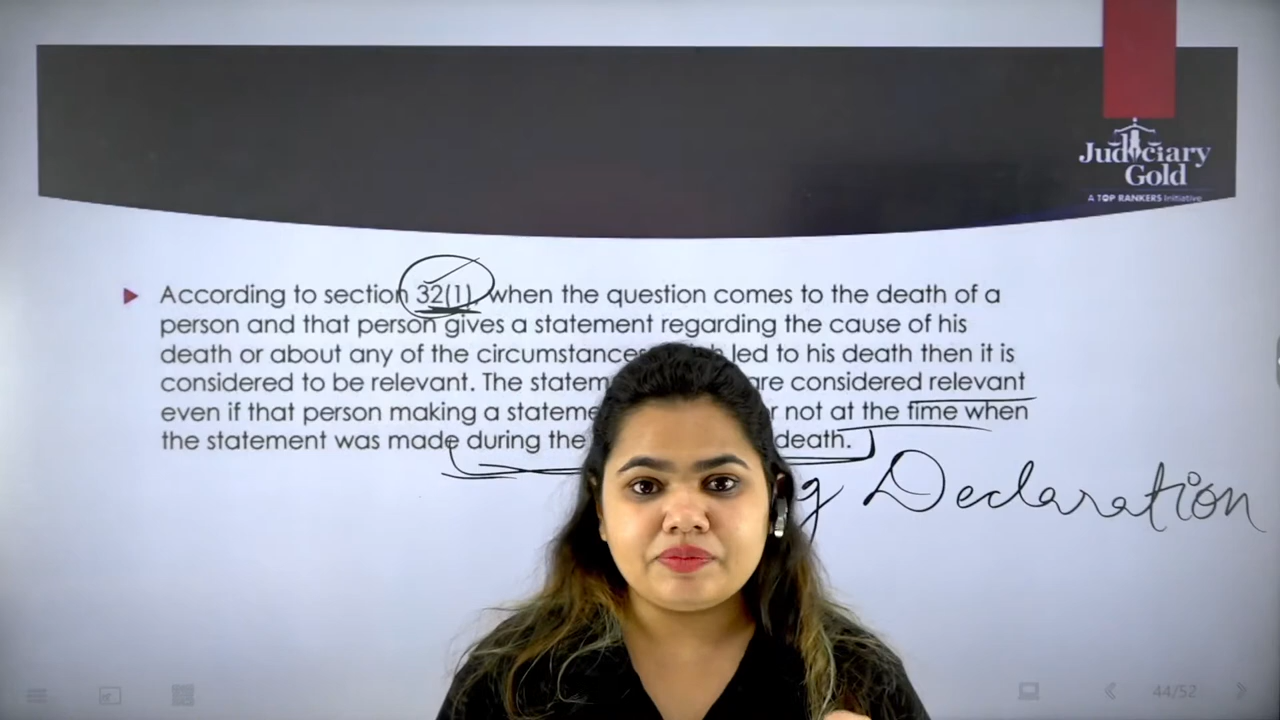 Judiciary
Gold
A TOP RANKERS Initiative
According to section 32(1), when the question comes to the death of a
person and that person gives a statement regarding the cause of his
death or about any of the circumstances led to his death then it is
considered to be relevant. The are considered relevant
even if that person making a not at the time when
the statement was made during the death.
Declaration
44/52